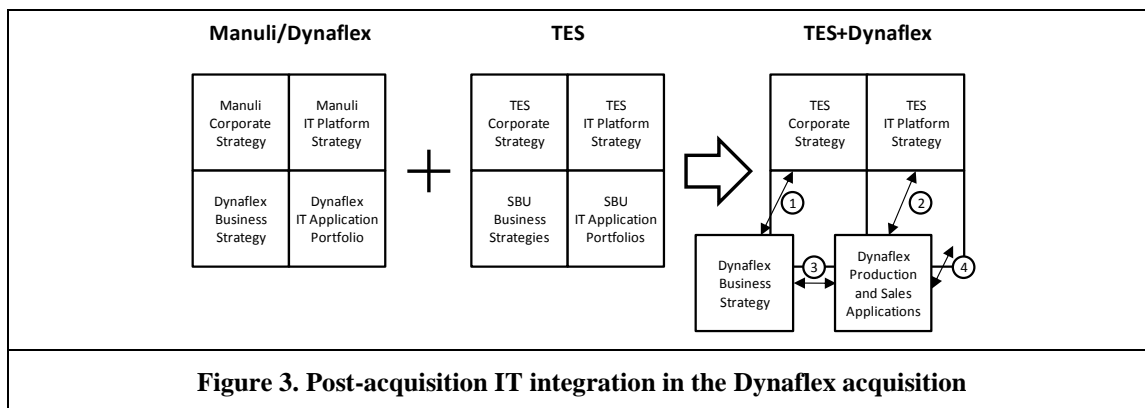 Manuli/Dynaflex
TES
TES+Dynaflex
Manuli
Corporate
Strategy
Manuli
IT Platform
Strategy
TES
Corporate
Strategy
TES
IT Platform
Strategy
TES
Corporate
Strategy
TES
IT Platform
Strategy
Dynaflex
Business
Strategy
Dynaflex
IT Application
Portfolio
SBU
Business
Strategies
SBU
IT Application
Portfolios
1
2
Dynaflex
Business
Strategy
3
Dynaflex
Production
and Sales
Applications
4
Figure 3. Post-acquisition IT integration in the Dynaflex acquisition